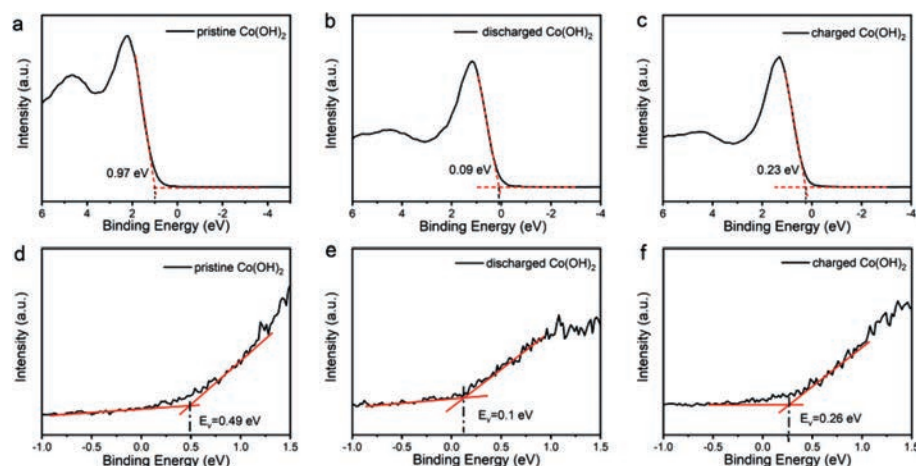 a
pristine Co(OH)₂
Intensity (a.u.)
0.97 eV
6 4 2 0 -2 -4
Binding Energy (eV)
b
discharged Co(OH)₂
Intensity (a.u.)
0.09 eV
6 4 2 0 -2 -4
Binding Energy (eV)
c
charged Co(OH)₂
Intensity (a.u.)
0.23 eV
6 4 2 0 -2 -4
Binding Energy (eV)
d
pristine Co(OH)₂
Intensity (a.u.)
Eᵥ=0.49 eV
-1.0 -0.5 0.0 0.5 1.0 1.5
Binding Energy (eV)
e
discharged Co(OH)₂
Intensity (a.u.)
Eᵥ=0.1 eV
-1.0 -0.5 0.0 0.5 1.0 1.5
Binding Energy (eV)
f
charged Co(OH)₂
Intensity (a.u.)
Eᵥ=0.26 eV
-1.0 -0.5 0.0 0.5 1.0 1.5
Binding Energy (eV)